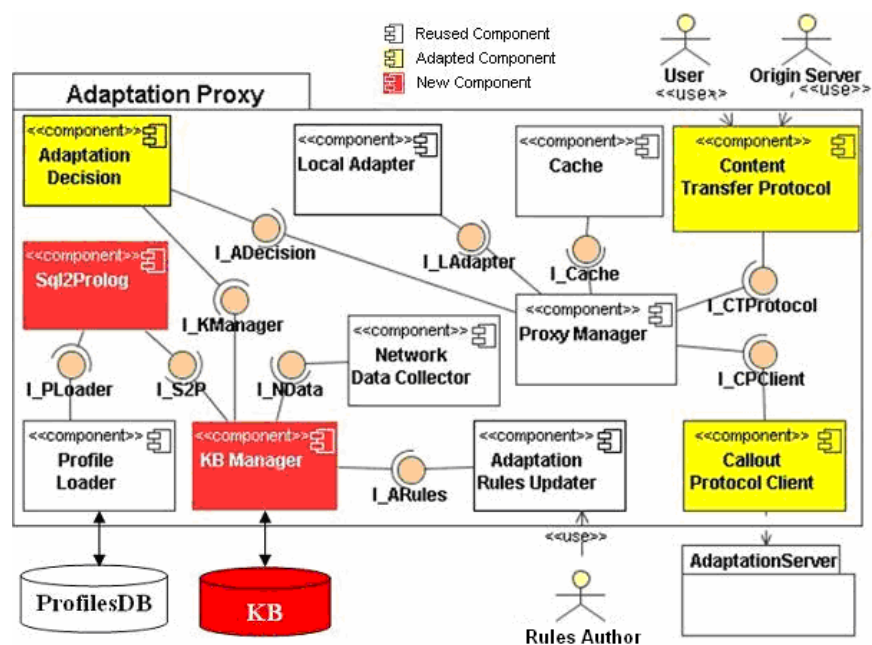 Reused Component
Adapted Component
New Component
User
<<use>>
Origin Server
<<use>>
Adaptation Proxy
<<component>>
Adaptation
Decision
<<component>>
Local Adapter
<<component>>
Cache
<<component>>
Content
Transfer Protocol
I_ADecision
I_LAdapter
I_Cache
I_CTProtocol
<<component>>
Sql2Prolog
I_KManager
<<component>>
Proxy Manager
<<component>>
Network
Data Collector
I_PLoader
I_S2P
I_NData
I_CPClient
<<component>>
Profile
Loader
<<component>>
KB Manager
I_ARules
<<component>>
Adaptation
Rules Updater
<<component>>
Callout
Protocol Client
<<use>>
ProfilesDB
KB
Rules Author
AdaptationServer